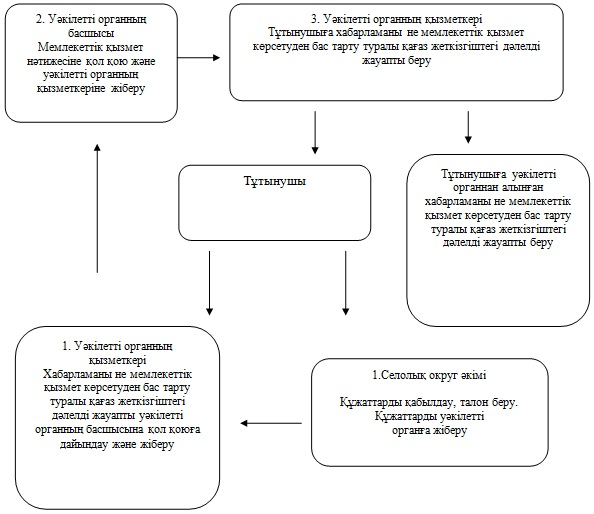 2. Уәкілетті органның
басшысы
Мемлекеттік қызмет
нәтижесіне қол қою және
уәкілетті органның
қызметкеріне жіберу
3. Уәкілетті органның қызметкері
Тұтынушыға хабарламаны не мемлекеттік қызмет
көрсетуден бас тарту туралы қағаз жеткізгіштегі дәлелді
жауапты беру
Тұтынушы
Тұтынушыға уәкілетті
органнан алынған
хабарламаны не мемлекеттік
қызмет көрсетуден бас тарту
туралы қағаз жеткізгіштегі
дәлелді жауапты беру
1. Уәкілетті органның
қызметкері
Хабарламаны не мемлекеттік
қызмет көрсетуден бас тарту
туралы қағаз жеткізгіштегі
дәлелді жауапты уәкілетті
органның басшысына қол қоюға
дайындау және жіберу
1.Селолық округ әкімі
Құжаттарды қабылдау, талон беру.
Құжаттарды уәкілетті
органға жіберу